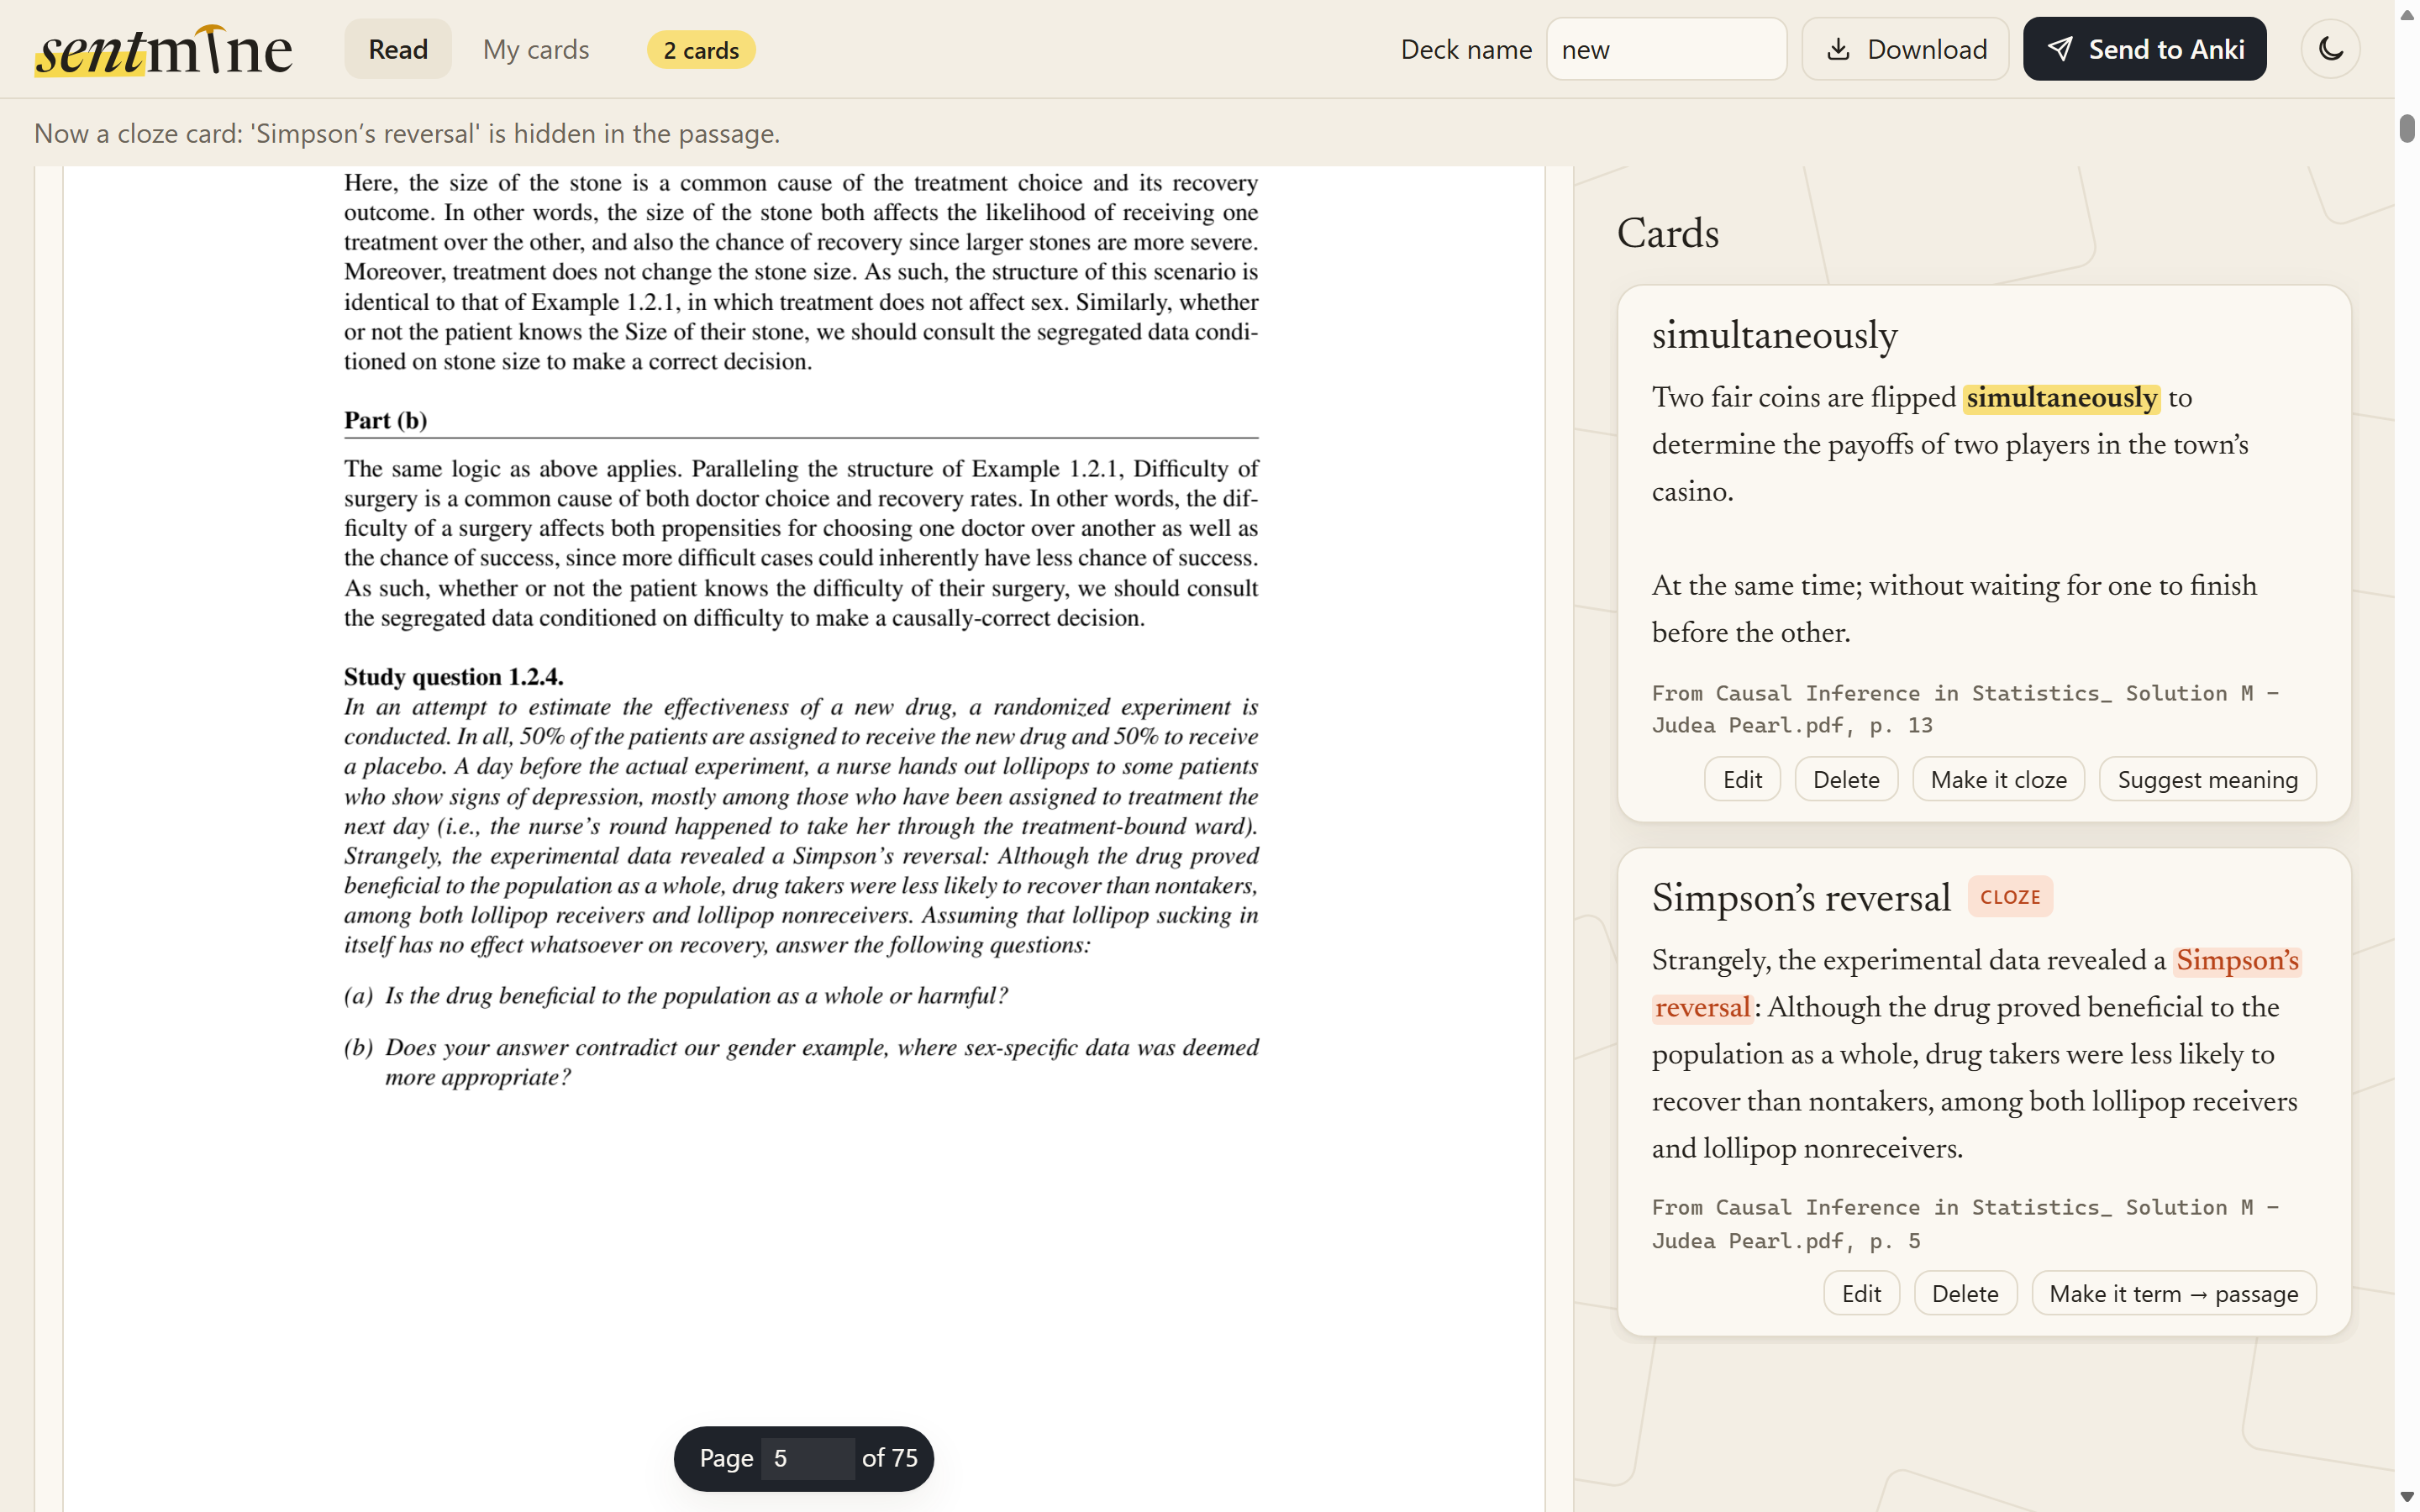 sentmine
Read
My cards
2 cards
Deck name
new
Download
Send to Anki
Now a cloze card: 'Simpson’s reversal' is hidden in the passage.
Here, the size of the stone is a common cause of the treatment choice and its recovery
outcome. In other words, the size of the stone both affects the likelihood of receiving one
treatment over the other, and also the chance of recovery since larger stones are more severe.
Moreover, treatment does not change the stone size. As such, the structure of this scenario is
identical to that of Example 1.2.1, in which treatment does not affect sex. Similarly, whether
or not the patient knows the Size of their stone, we should consult the segregated data condi-
tioned on stone size to make a correct decision.
Part (b)
The same logic as above applies. Paralleling the structure of Example 1.2.1, Difficulty of
surgery is a common cause of both doctor choice and recovery rates. In other words, the dif-
ficulty of a surgery affects both propensities for choosing one doctor over another as well as
the chance of success, since more difficult cases could inherently have less chance of success.
As such, whether or not the patient knows the difficulty of their surgery, we should consult
the segregated data conditioned on difficulty to make a causally-correct decision.
Study question 1.2.4.
In an attempt to estimate the effectiveness of a new drug, a randomized experiment is
conducted. In all, 50% of the patients are assigned to receive the new drug and 50% to receive
a placebo. A day before the actual experiment, a nurse hands out lollipops to some patients
who show signs of depression, mostly among those who have been assigned to treatment the
next day (i.e., the nurse’s round happened to take her through the treatment-bound ward).
Strangely, the experimental data revealed a Simpson’s reversal: Although the drug proved
beneficial to the population as a whole, drug takers were less likely to recover than nontakers,
among both lollipop receivers and lollipop nonreceivers. Assuming that lollipop sucking in
itself has no effect whatsoever on recovery, answer the following questions:
(a) Is the drug beneficial to the population as a whole or harmful?
(b) Does your answer contradict our gender example, where sex-specific data was deemed
more appropriate?
Page 5 of 75
Cards
simultaneously
Two fair coins are flipped simultaneously to
determine the payoffs of two players in the town’s
casino.
At the same time; without waiting for one to finish
before the other.
From Causal Inference in Statistics_ Solution M –
Judea Pearl.pdf, p. 13
Edit
Delete
Make it cloze
Suggest meaning
Simpson’s reversal CLOZE
Strangely, the experimental data revealed a Simpson’s
reversal: Although the drug proved beneficial to the
population as a whole, drug takers were less likely to
recover than nontakers, among both lollipop receivers
and lollipop nonreceivers.
From Causal Inference in Statistics_ Solution M –
Judea Pearl.pdf, p. 5
Edit
Delete
Make it term → passage